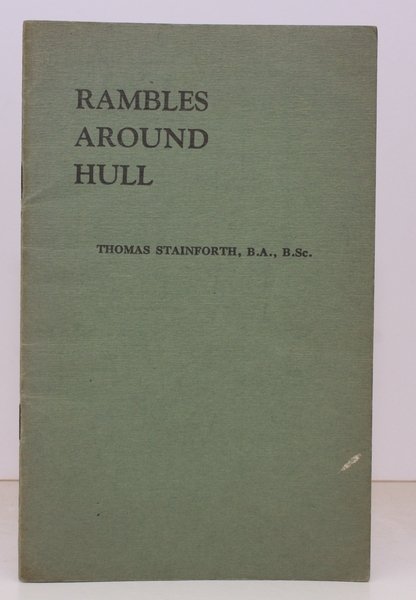 RAMBLES
AROUND
HULL
THOMAS STAINFORTH, B.A., B.Sc.